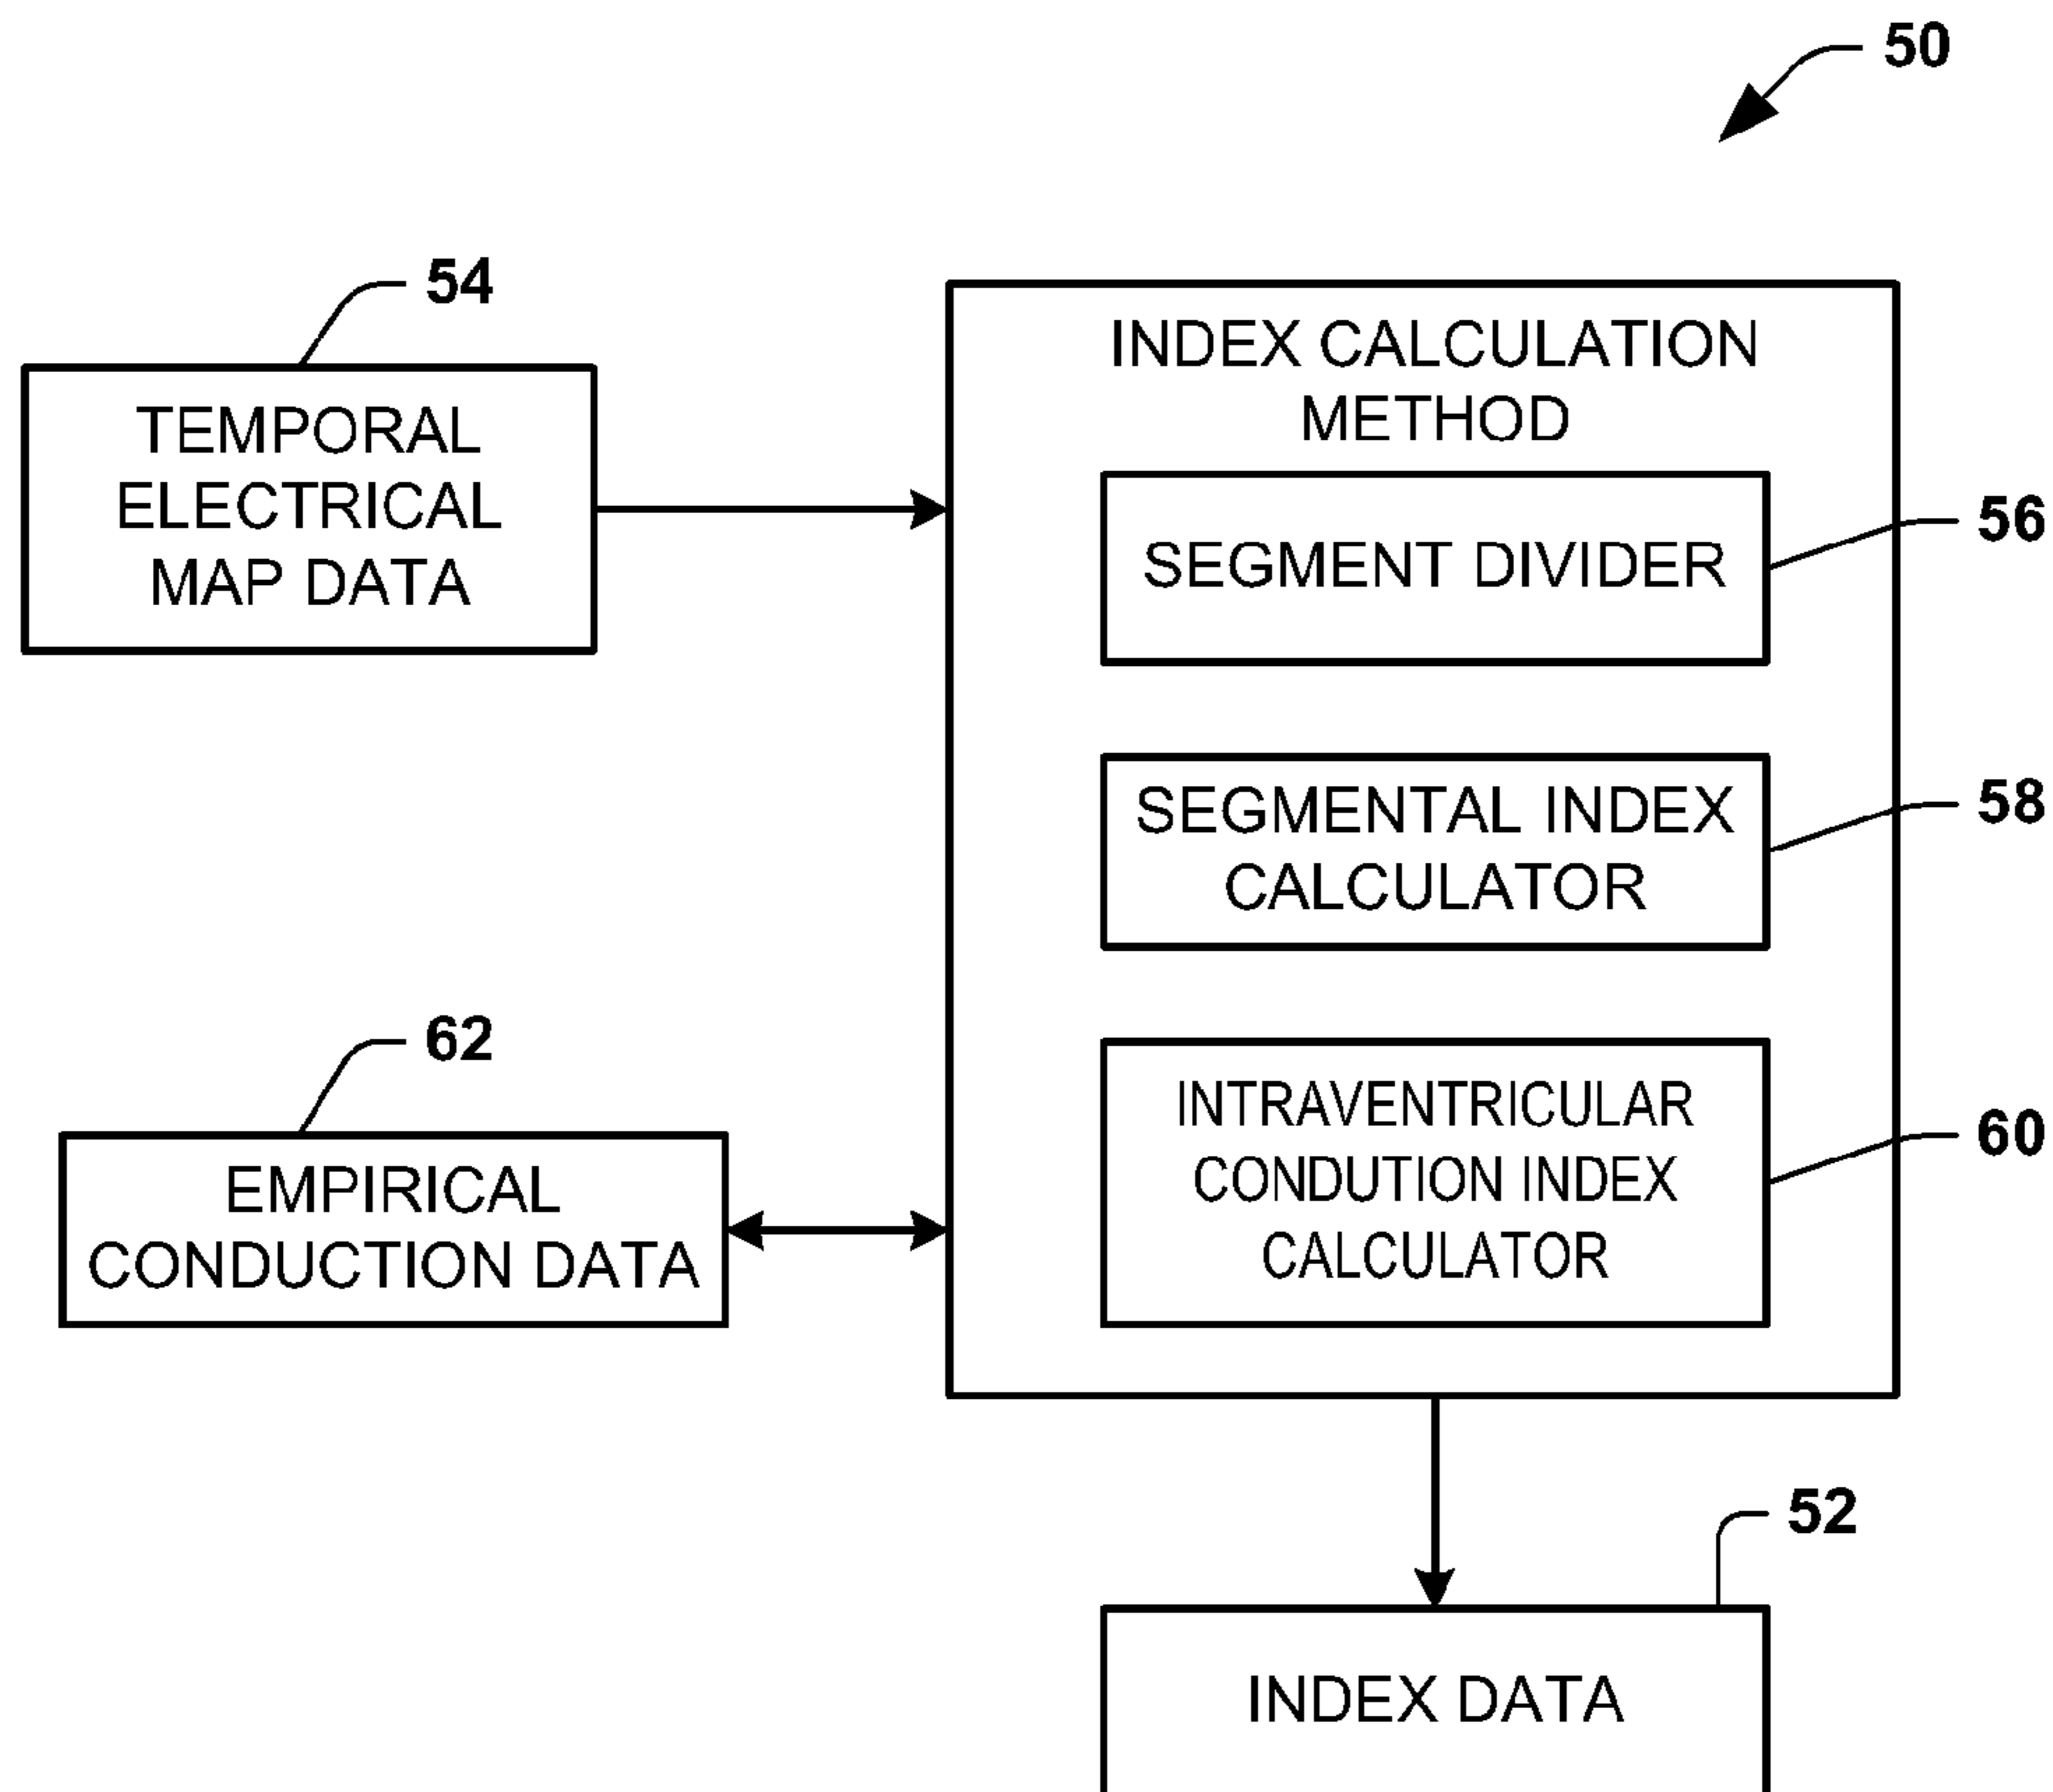 50
54
TEMPORAL
ELECTRICAL
MAP DATA
INDEX CALCULATION
METHOD
SEGMENT DIVIDER
56
SEGMENTAL INDEX
CALCULATOR
58
62
EMPIRICAL
CONDUCTION DATA
INTRAVENTRICULAR
CONDUTION INDEX
CALCULATOR
60
52
INDEX DATA